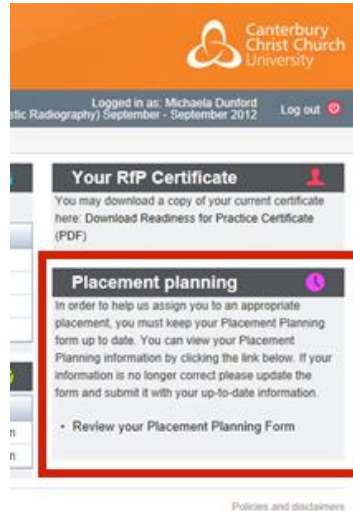 Canterbury
Christ Church
University
Logged in as: Michaela Dunford
stic Radiography) September - September 2012
Log out
Your RfP Certificate
You may download a copy of your current certificate
here: Download Readiness for Practice Certificate
(PDF)
Placement planning
In order to help us assign you to an appropriate
placement, you must keep your Placement Planning
form up to date. You can view your Placement
Planning information by clicking the link below. If your
information is no longer correct please update the
form and submit it with your up-to-date information.
• Review your Placement Planning Form
n
n
Policies and disclaimers